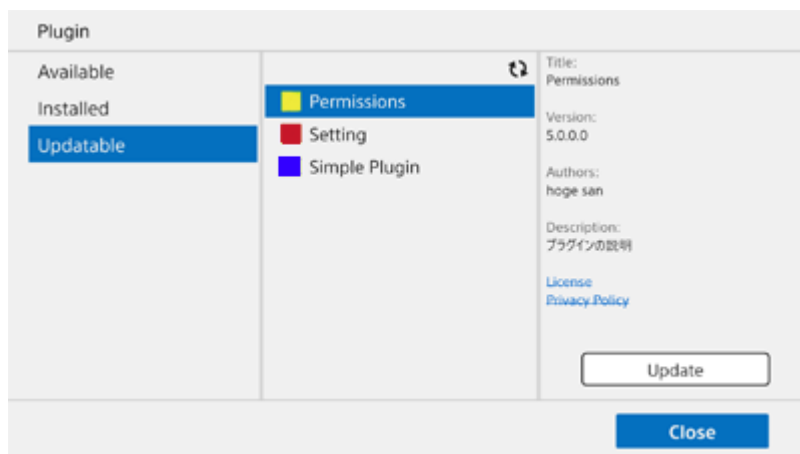 Plugin
Available
Installed
Updatable
Permissions
Setting
Simple Plugin
Title:
Permissions
Version:
5.0.0.0
Authors:
hoge san
Description:
プラグインの説明
License
Privacy Policy
Update
Close